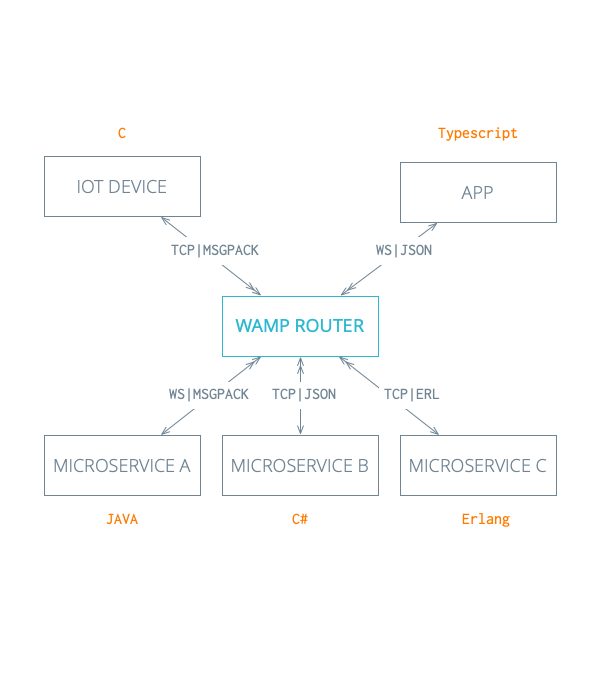 C
Typescript
IOT DEVICE
APP
TCP|MSGPACK
WS|JSON
WAMP ROUTER
WS|MSGPACK
TCP|JSON
TCP|ERL
MICROSERVICE A
MICROSERVICE B
MICROSERVICE C
JAVA
C#
Erlang